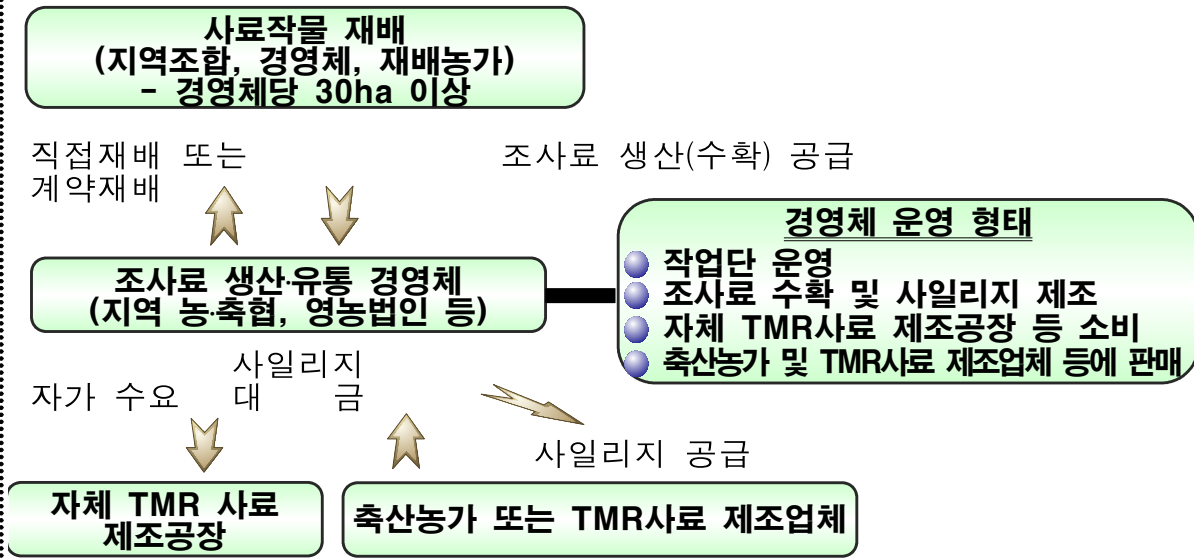 사료작물 재배
(지역조합, 경영체, 재배농가)
- 경영체당 30ha 이상
직접재배 또는
계약재배
조사료 생산(수확) 공급
경영체 운영 형태
작업단 운영
조사료 수확 및 사일리지 제조
자체 TMR사료 제조공장 등 소비
축산농가 및 TMR사료 제조업체 등에 판매
조사료 생산·유통 경영체
(지역 농·축협, 영농법인 등)
자가 수요
사일리지
대 금
사일리지 공급
자체 TMR 사료
제조공장
축산농가 또는 TMR사료 제조업체